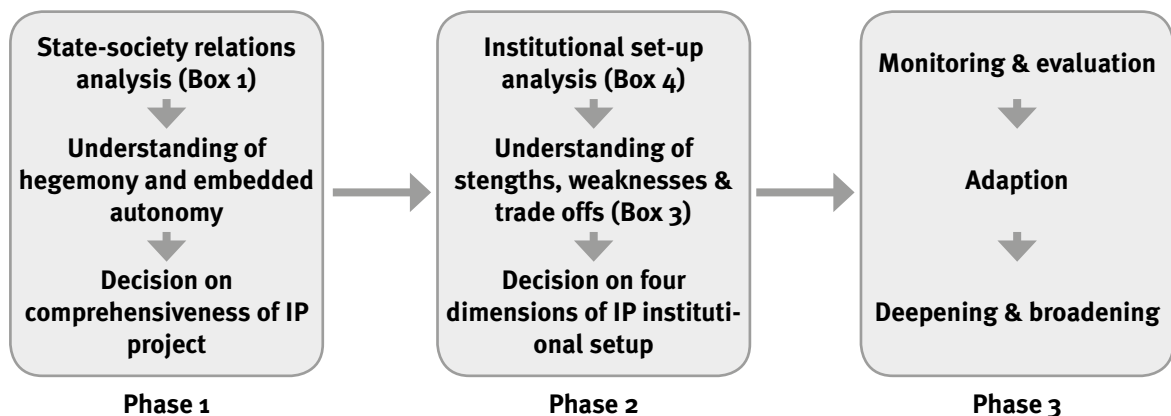 State-society relations
analysis (Box 1)
Understanding of
hegemony and embedded
autonomy
Decision on
comprehensiveness of IP
project
Phase 1
Institutional set-up
analysis (Box 4)
Understanding of
stengths, weaknesses &
trade offs (Box 3)
Decision on four
dimensions of IP instituti-
onal setup
Phase 2
Monitoring & evaluation
Adaption
Deepening & broadening
Phase 3